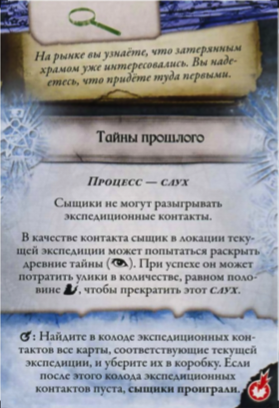 На рынке вы узнаёте, что затерянным
храмом уже интересовались. Вы наде-
етесь, что придёте туда первыми.
Тайны прошлого
Процесс — слух
Сыщики не могут разыгрывать
экспедиционные контакты.
В качестве контакта сыщик в локации теку-
щей экспедиции может попытаться раскрыть
древние тайны (). При успехе он может
потратить улики в количестве, равном поло-
вине , чтобы прекратить этот СЛУХ.
: Найдите в колоде экспедиционных кон-
тактов все карты, соответствующие текущей
экспедиции, и уберите их в коробку. Если
после этого колода экспедиционных
контактов пуста, сыщики проиграли.